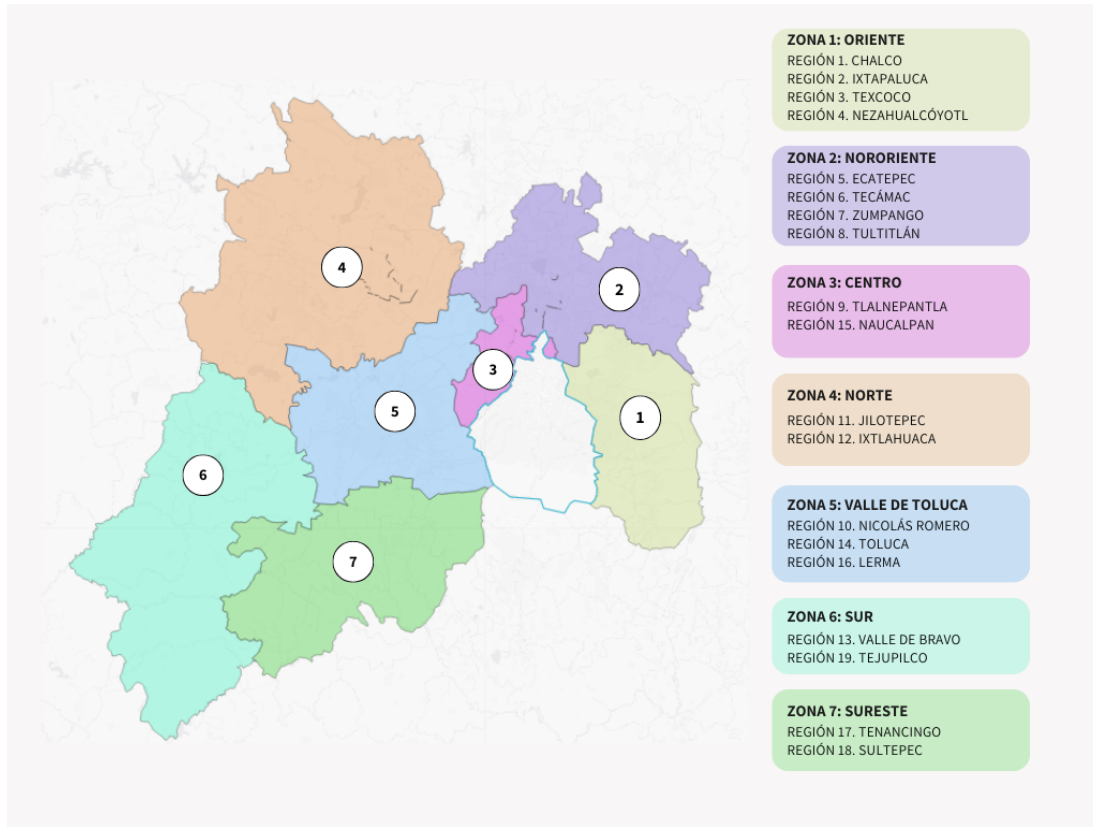 4
2
3
5
1
6
7
ZONA 1: ORIENTE
REGIÓN 1. CHALCO
REGIÓN 2. IXTAPALUCA
REGIÓN 3. TEXCOCO
REGIÓN 4. NEZAHUALCÓYOTL
ZONA 2: NORORIENTE
REGIÓN 5. ECATEPEC
REGIÓN 6. TECÁMAC
REGIÓN 7. ZUMPANGO
REGIÓN 8. TULTITLÁN
ZONA 3: CENTRO
REGIÓN 9. TLALNEPANTLA
REGIÓN 15. NAUCALPAN
ZONA 4: NORTE
REGIÓN 11. JILOTEPEC
REGIÓN 12. IXTLAHUACA
ZONA 5: VALLE DE TOLUCA
REGIÓN 10. NICOLÁS ROMERO
REGIÓN 14. TOLUCA
REGIÓN 16. LERMA
ZONA 6: SUR
REGIÓN 13. VALLE DE BRAVO
REGIÓN 19. TEJUPILCO
ZONA 7: SURESTE
REGIÓN 17. TENANCINGO
REGIÓN 18. SULTEPEC